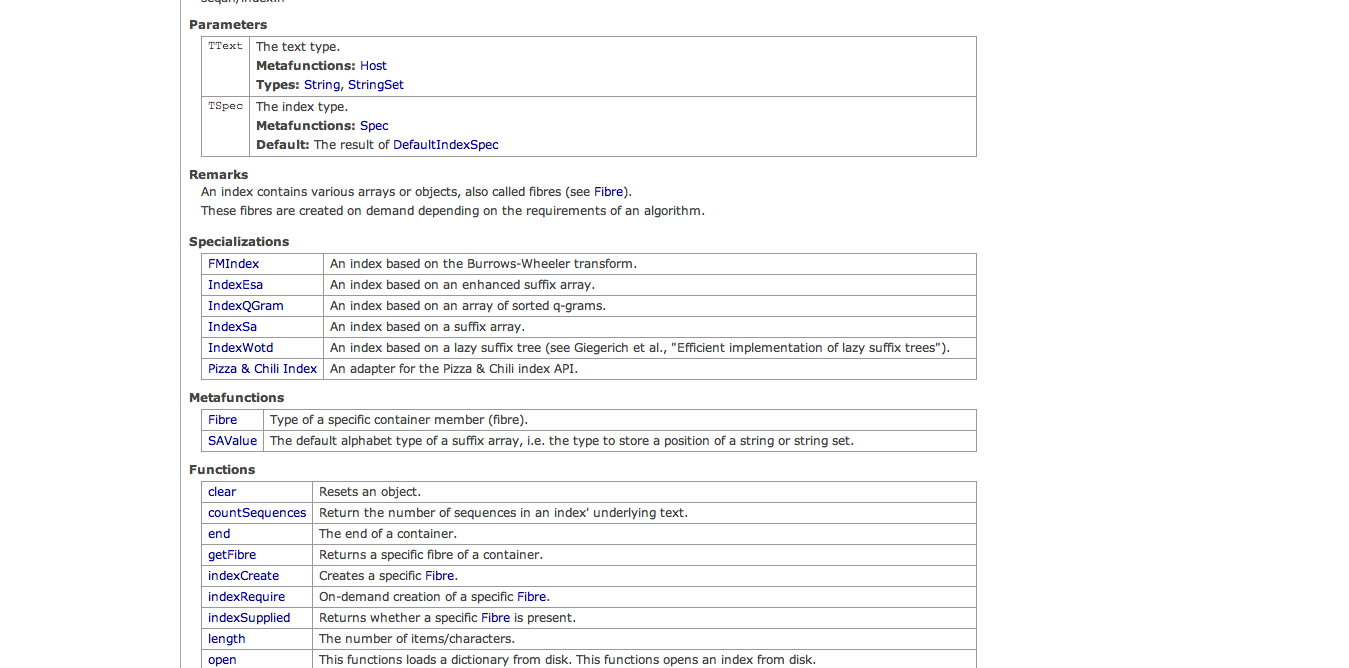 seqan/index.h
Parameters
TText The text type.
Metafunctions: Host
Types: String, StringSet
TSpec The index type.
Metafunctions: Spec
Default: The result of DefaultIndexSpec
Remarks
An index contains various arrays or objects, also called fibres (see Fibre).
These fibres are created on demand depending on the requirements of an algorithm.
Specializations
FMIndex An index based on the Burrows-Wheeler transform.
IndexEsa An index based on an enhanced suffix array.
IndexQGram An index based on an array of sorted q-grams.
IndexSa An index based on a suffix array.
IndexWotd An index based on a lazy suffix tree (see Giegerich et al., "Efficient implementation of lazy suffix trees").
Pizza & Chili Index An adapter for the Pizza & Chili index API.
Metafunctions
Fibre Type of a specific container member (fibre).
SAValue The default alphabet type of a suffix array, i.e. the type to store a position of a string or string set.
Functions
clear Resets an object.
countSequences Return the number of sequences in an index' underlying text.
end The end of a container.
getFibre Returns a specific fibre of a container.
indexCreate Creates a specific Fibre.
indexRequire On-demand creation of a specific Fibre.
indexSupplied Returns whether a specific Fibre is present.
length The number of items/characters.
open This functions loads a dictionary from disk. This functions opens an index from disk.